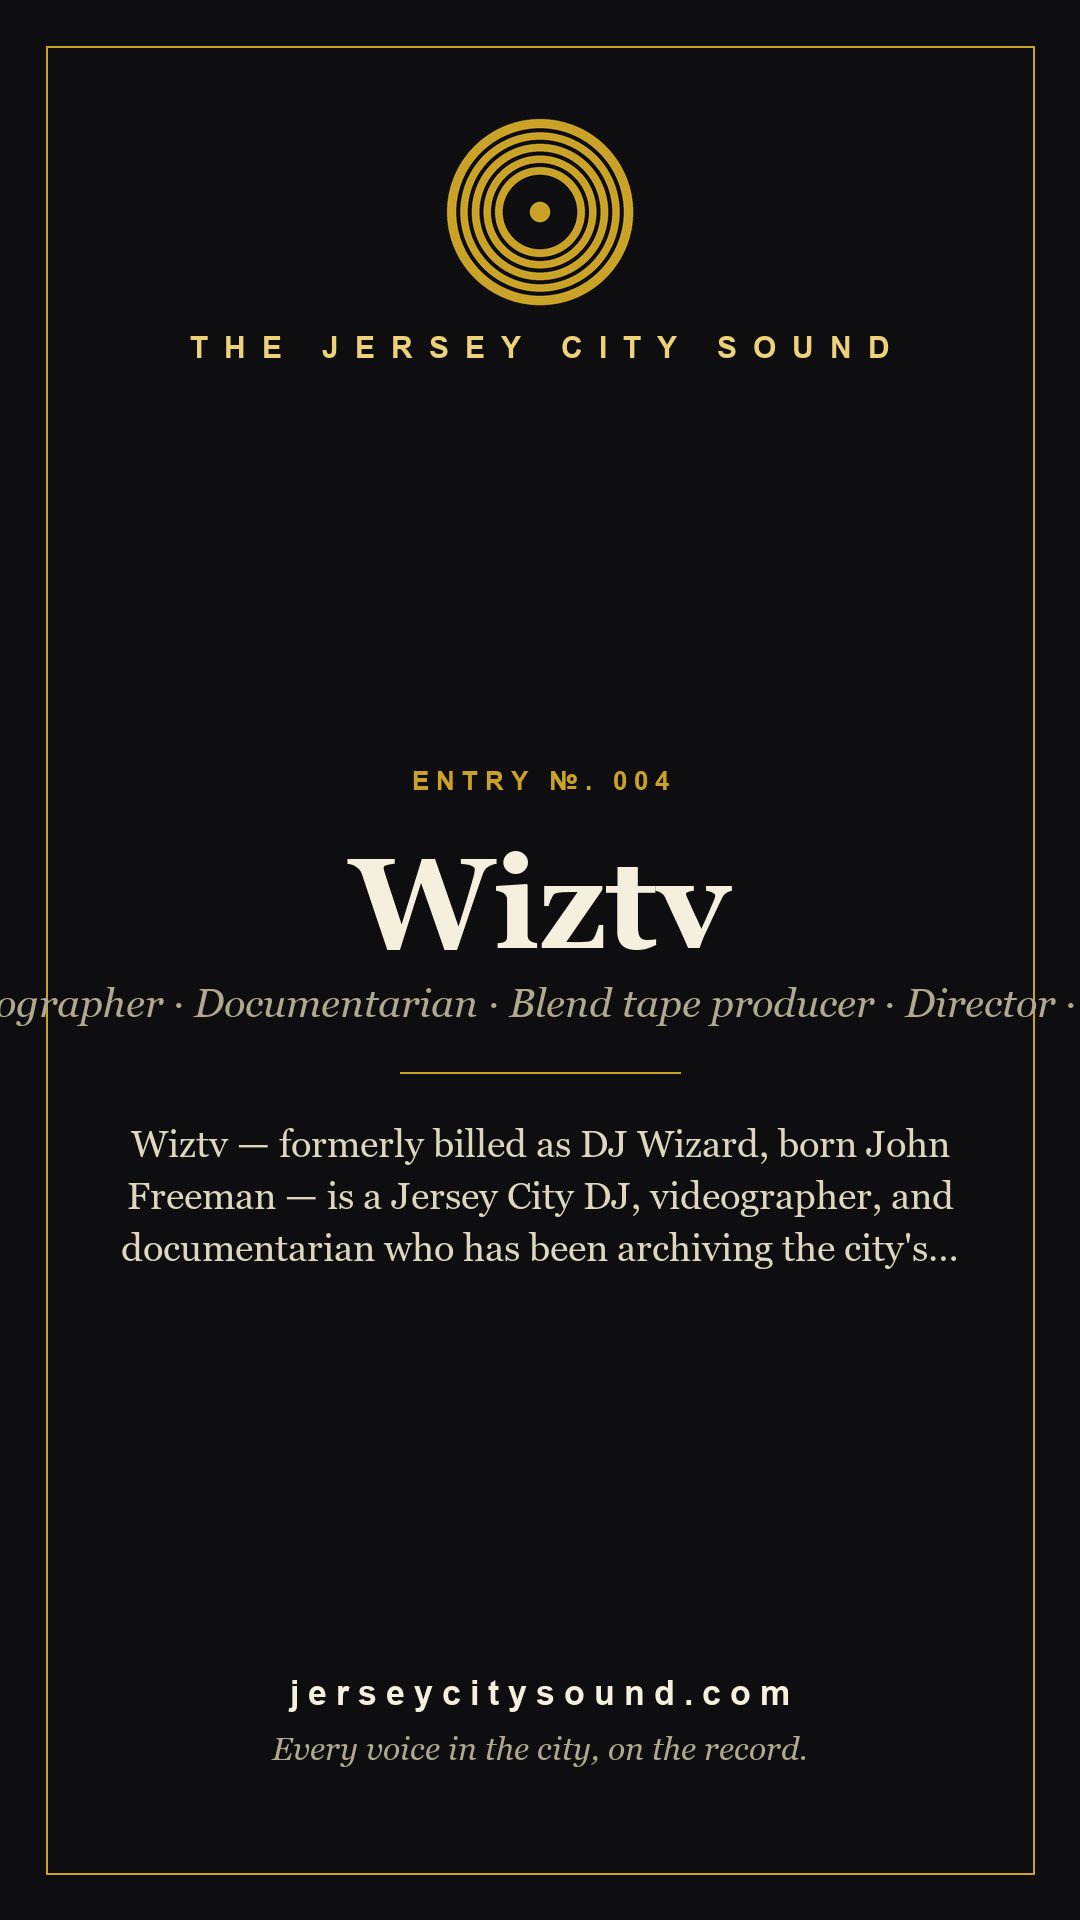 THE JERSEY CITY SOUND
ENTRY №. 004
Wiztv
ographer · Documentarian · Blend tape producer · Director ·
Wiztv — formerly billed as DJ Wizard, born John
Freeman — is a Jersey City DJ, videographer, and
documentarian who has been archiving the city's...
jerseycitysound.com
Every voice in the city, on the record.